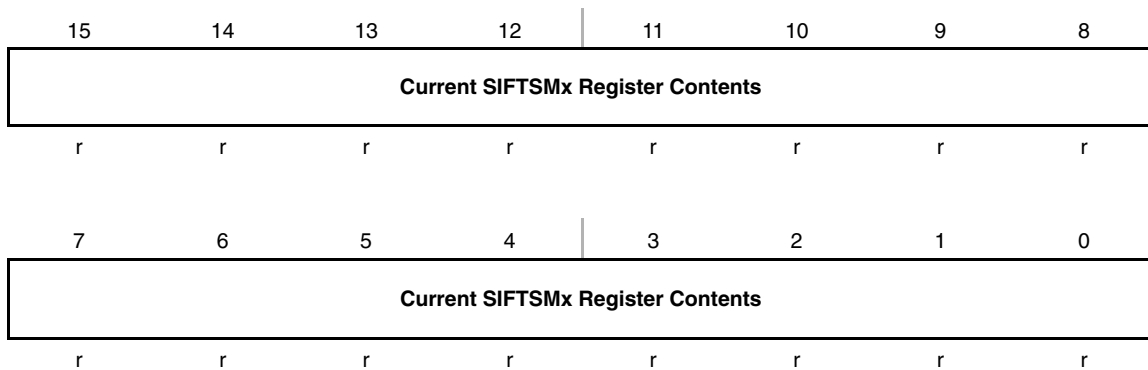 15 14 13 12 11 10 9 8
Current SIFTSMx Register Contents
r r r r r r r r
7 6 5 4 3 2 1 0
Current SIFTSMx Register Contents
r r r r r r r r